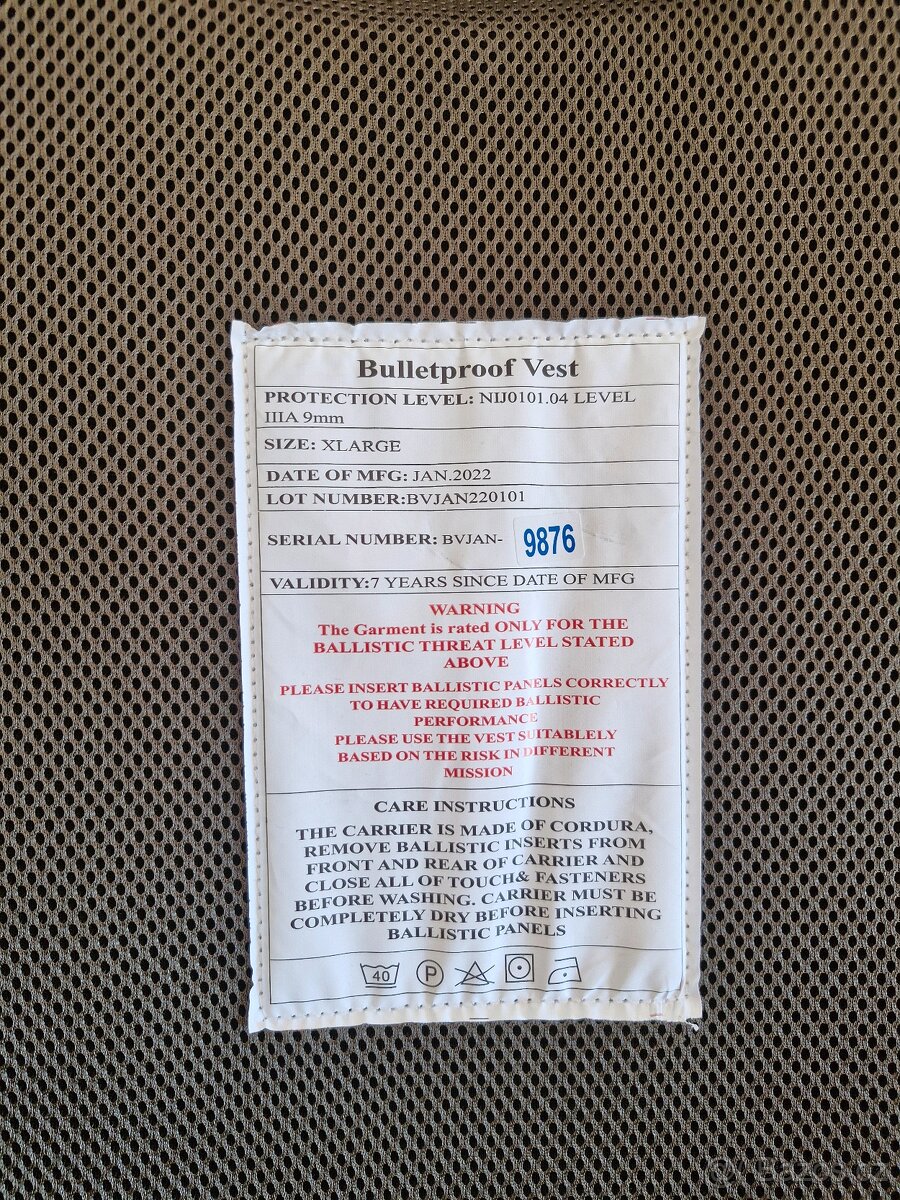 Bulletproof Vest
PROTECTION LEVEL: NIJ0101.04 LEVEL
IIIA 9mm
SIZE: XLARGE
DATE OF MFG: JAN.2022
LOT NUMBER:BVJAN220101
SERIAL NUMBER: BVJAN- 9876
VALIDITY:7 YEARS SINCE DATE OF MFG
WARNING
The Garment is rated ONLY FOR THE
BALLISTIC THREAT LEVEL STATED
ABOVE
PLEASE INSERT BALLISTIC PANELS CORRECTLY
TO HAVE REQUIRED BALLISTIC
PERFORMANCE
PLEASE USE THE VEST SUITABLELY
BASED ON THE RISK IN DIFFERENT
MISSION
CARE INSTRUCTIONS
THE CARRIER IS MADE OF CORDURA,
REMOVE BALLISTIC INSERTS FROM
FRONT AND REAR OF CARRIER AND
CLOSE ALL OF TOUCH& FASTENERS
BEFORE WASHING. CARRIER MUST BE
COMPLETELY DRY BEFORE INSERTING
BALLISTIC PANELS
40 P
Bazos.cz